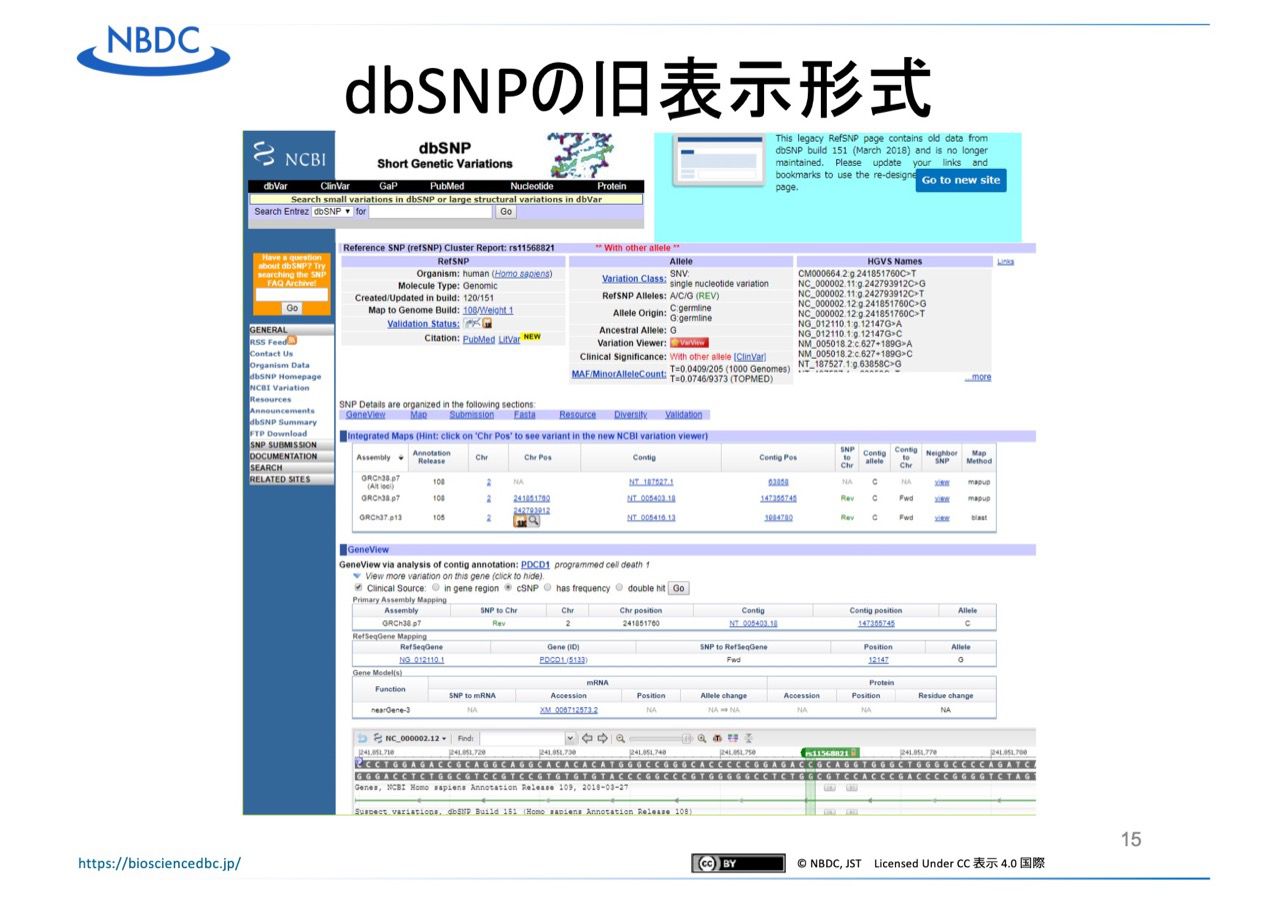 NBDC
dbSNPの旧表示形式
NCBI
dbSNP
Short Genetic Variations
This legacy RefSNP page contains old data from
dbSNP build 151 (March 2018) and is no longer
maintained. Please update your links and
bookmarks to use the re-designe
page.
Go to new site
dbVar ClinVar GaP PubMed Nucleotide Protein
Search small variations in dbSNP or large structural variations in dbVar
Search Entrez dbSNP for Go
Have a question
about dbSNP? Try
searching the SNP
FAQ Archive!
Go
GENERAL
RSS Feed
Contact Us
Organism Data
dbSNP Homepage
NCBI Variation
Resources
Announcements
dbSNP Summary
FTP Download
SNP SUBMISSION
DOCUMENTATION
SEARCH
RELATED SITES
Reference SNP (refSNP) Cluster Report: rs11568821 ** With other allele **
RefSNP
Organism: human (Homo sapiens)
Molecule Type: Genomic
Created/Updated in build: 120/151
Map to Genome Build: 108/Weight 1
Validation Status:
Citation: PubMed LitVar NEW
Allele
Variation Class: SNV:
single nucleotide variation
RefSNP Alleles: A/C/G (REV)
Allele Origin: C:germline
G:germline
Ancestral Allele: G
Variation Viewer: VarView
Clinical Significance: With other allele [ClinVar]
MAF/MinorAlleleCount: T=0.0409/205 (1000 Genomes)
T=0.0746/9373 (TOPMED)
HGVS Names
Links
CM000664.2:g.241851760C>T
NC_000002.11:g.242793912C>G
NC_000002.11:g.242793912C>T
NC_000002.12:g.241851760C>G
NC_000002.12:g.241851760C>T
NG_012110.1:g.12147G>A
NG_012110.1:g.12147G>C
NM_005018.2:c.627+189G>A
NM_005018.2:c.627+189G>C
NT_187527.1:g.63858C>G
...more
SNP Details are organized in the following sections:
GeneView Map Submission Fasta Resource Diversity Validation
Integrated Maps (Hint: click on 'Chr Pos' to see variant in the new NCBI variation viewer)
Assembly Annotation Release Chr Chr Pos Contig Contig Pos SNP to Chr Contig allele Contig to Chr Neighbor SNP Map Method
GRCh38.p7 (Alt loci) 108 2 NA NT_187527.1 63858 NA C NA view mapup
GRCh38.p7 108 2 241851760 NT_005403.18 147355745 Rev C Fwd view mapup
GRCh37.p13 105 2 242793912 NT_005416.13 1984780 Rev C Fwd view blast
GeneView
GeneView via analysis of contig annotation: PDCD1 programmed cell death 1
View more variation on this gene (click to hide).
Clinical Source: in gene region cSNP has frequency double hit Go
Primary Assembly Mapping
Assembly SNP to Chr Chr Chr position Contig Contig position Allele
GRCh38.p7 Rev 2 241851760 NT_005403.18 147355745 C
RefSeqGene Mapping
RefSeqGene Gene (ID) SNP to RefSeqGene Position Allele
NG_012110.1 PDCD1 (5133) Fwd 12147 G
Gene Model(s)
Function mRNA Protein
SNP to mRNA Accession Position Allele change Accession Position Residue change
nearGene-3 NA XM_006712573.2 NA NA ⇒ NA NA NA NA
NC_000002.12 Find:
241,851,710 241,851,720 241,851,730 241,851,740 241,851,750 rs11568821 241,851,770 241,851,780
Genes, NCBI Homo sapiens Annotation Release 109, 2018-03-27
Suspect variations, dbSNP Build 151 (Homo sapiens Annotation Release 108)
15
https://biosciencedbc.jp/
cc BY
© NBDC, JST Licensed Under CC 表示 4.0 国際